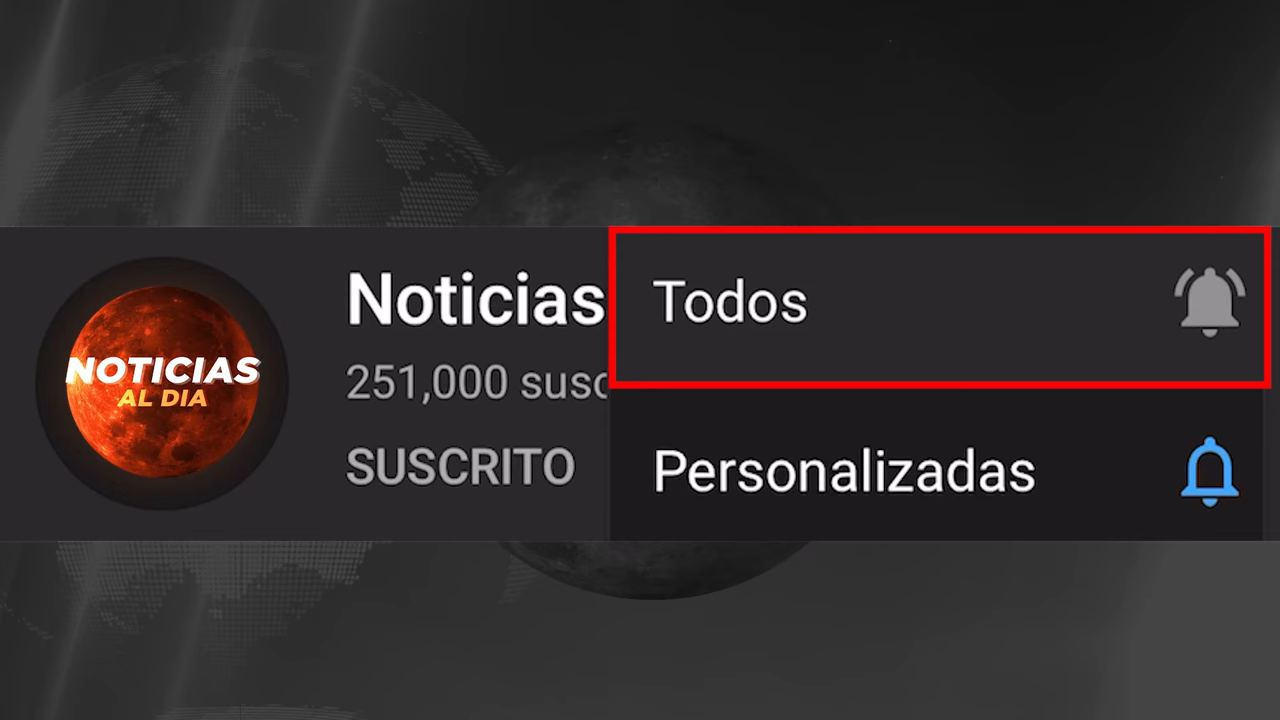 NOTICIAS
AL DIA
Noticias
251,000 susc
SUSCRITO
Todos
Personalizadas